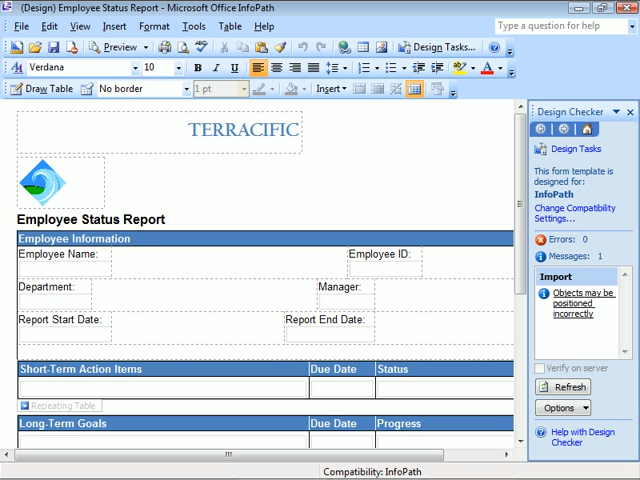 (Design) Employee Status Report - Microsoft Office InfoPath
File Edit View Insert Format Tools Table Help
Type a question for help
Preview Design Tasks...
Verdana 10 B I U
Draw Table No border 1 pt Insert
TERRACIFIC
Employee Status Report
Employee Information
Employee Name: Employee ID:
Department: Manager:
Report Start Date: Report End Date:
Short-Term Action Items Due Date Status
Repeating Table
Long-Term Goals Due Date Progress
Design Checker
Design Tasks
This form template is
designed for:
InfoPath
Change Compatibility
Settings...
Errors: 0
Messages: 1
Import
Objects may be
positioned
incorrectly
Verify on server
Refresh
Options
Help with Design
Checker
Compatibility: InfoPath